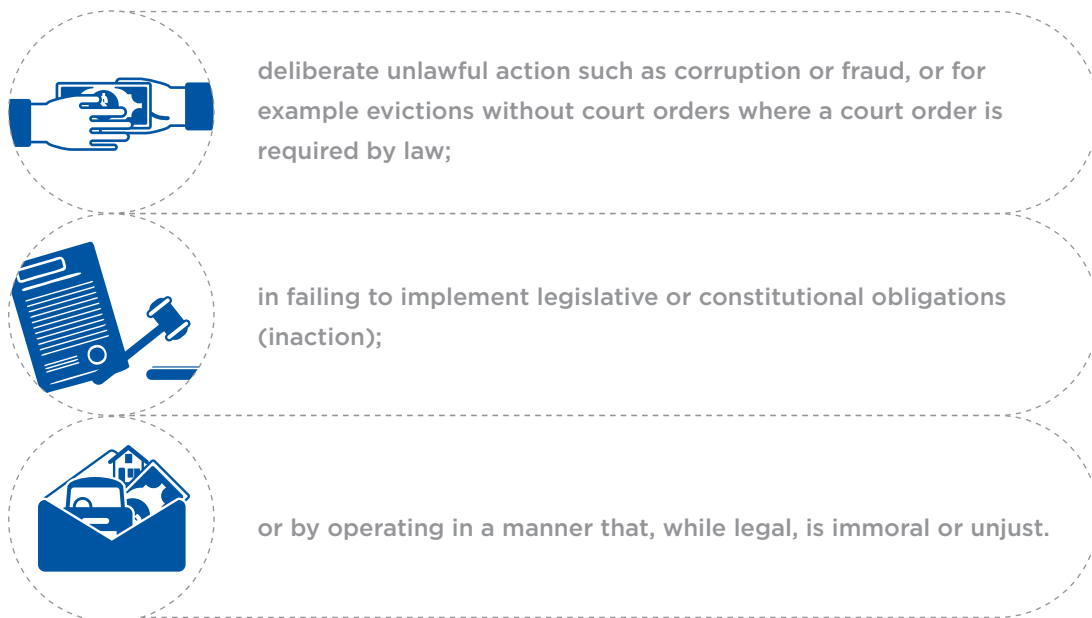 deliberate unlawful action such as corruption or fraud, or for
example evictions without court orders where a court order is
required by law;
in failing to implement legislative or constitutional obligations
(inaction);
or by operating in a manner that, while legal, is immoral or unjust.